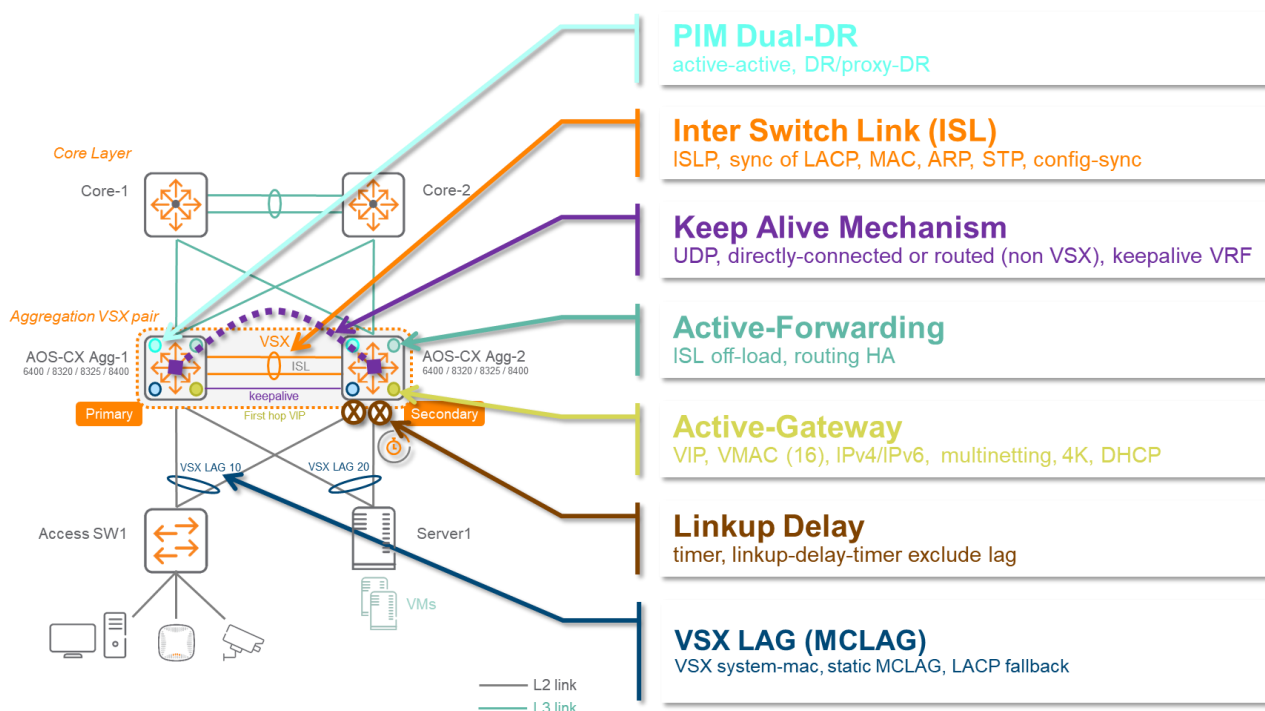 PIM Dual-DR
active-active, DR/proxy-DR
Inter Switch Link (ISL)
ISLP, sync of LACP, MAC, ARP, STP, config-sync
Keep Alive Mechanism
UDP, directly-connected or routed (non VSX), keepalive VRF
Active-Forwarding
ISL off-load, routing HA
Active-Gateway
VIP, VMAC (16), IPv4/IPv6, multinetting, 4K, DHCP
Linkup Delay
timer, linkup-delay-timer exclude lag
VSX LAG (MCLAG)
VSX system-mac, static MCLAG, LACP fallback
Core Layer
Core-1
Core-2
Aggregation VSX pair
VSX
AOS-CX Agg-1
6400 / 8320 / 8325 / 8400
ISL
AOS-CX Agg-2
6400 / 8320 / 8325 / 8400
keepalive
Primary
First hop VIP
Secondary
VSX LAG 10
VSX LAG 20
Access SW1
Server1
VMs
L2 link
L3 link